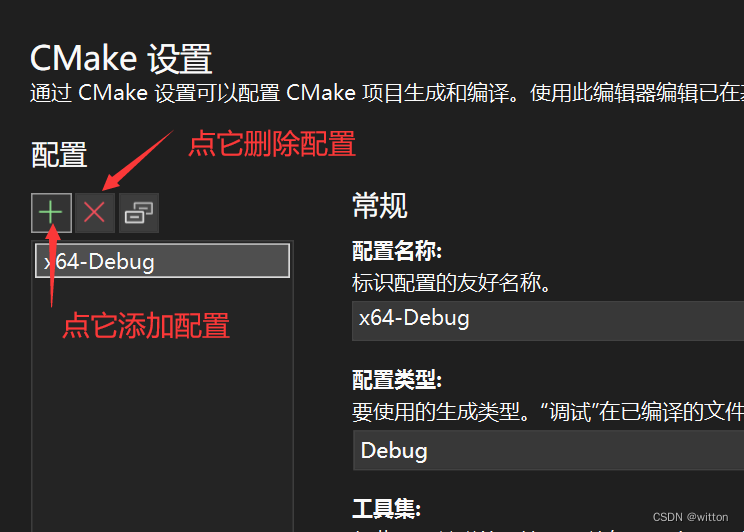 CMake 设置
通过 CMake 设置可以配置 CMake 项目生成和编译。使用此编辑器编辑已在
配置
点它删除配置
x64-Debug
点它添加配置
常规
配置名称:
标识配置的友好名称。
x64-Debug
配置类型:
要使用的生成类型。“调试”在已编译的文件
Debug
工具集:
CSDN @witton